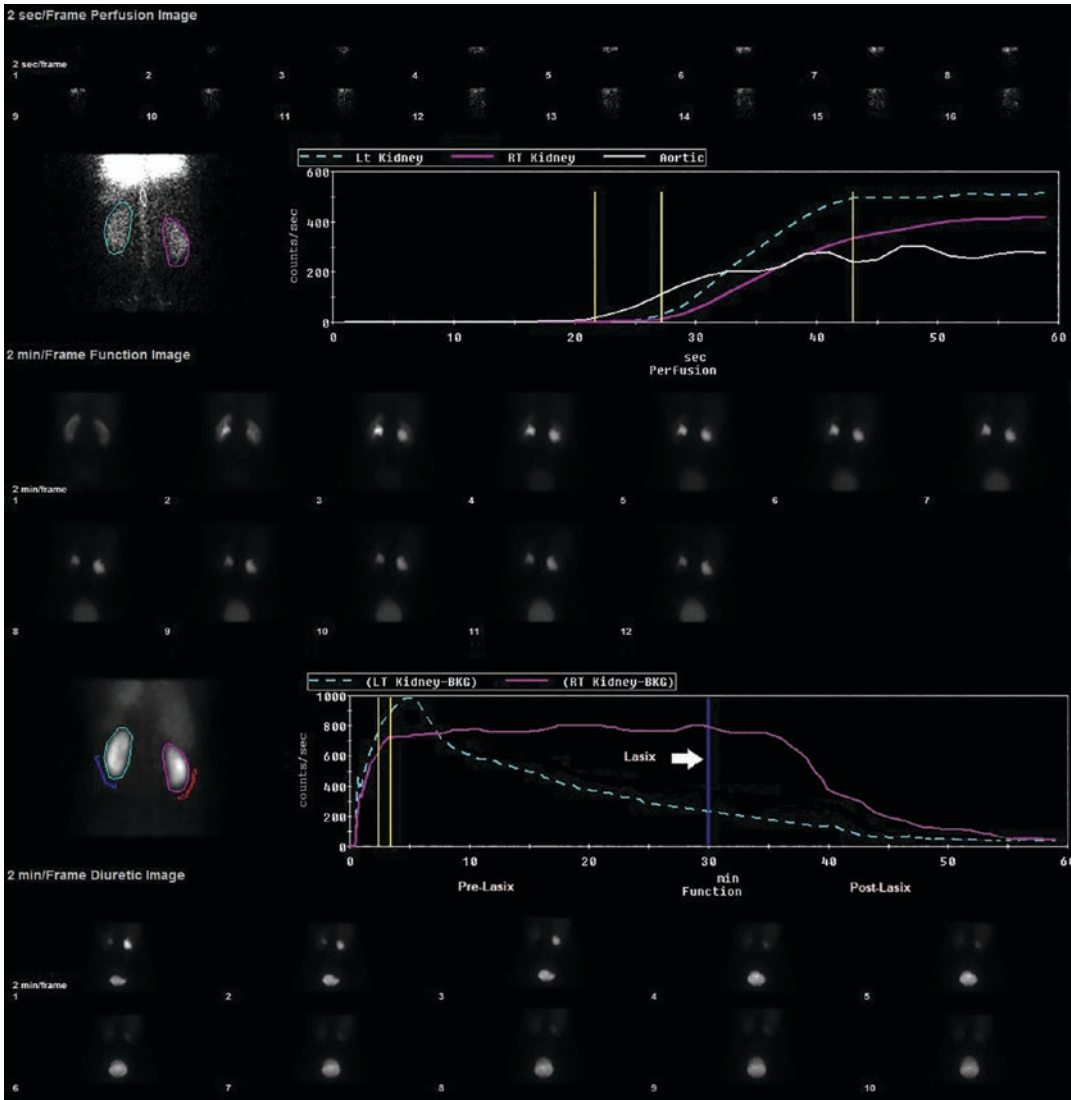 2 sec/Frame Perfusion Image
2 sec/frame
1 2 3 4 5 6 7 8
9 10 11 12 13 14 15 16
Lt Kidney RT Kidney Aortic
600
400
200
0
counts/sec
0 10 20 30 40 50 60
sec
Perfusion
2 min/Frame Function Image
2 min/frame
1 2 3 4 5 6 7
8 9 10 11 12
(LT Kidney-BKG) (RT Kidney-BKG)
1000
800
600
400
200
0
counts/sec
Lasix
0 10 20 30 40 50 60
min
Pre-Lasix Function Post-Lasix
2 min/Frame Diuretic Image
2 min/frame
1 2 3 4 5
6 7 8 9 10